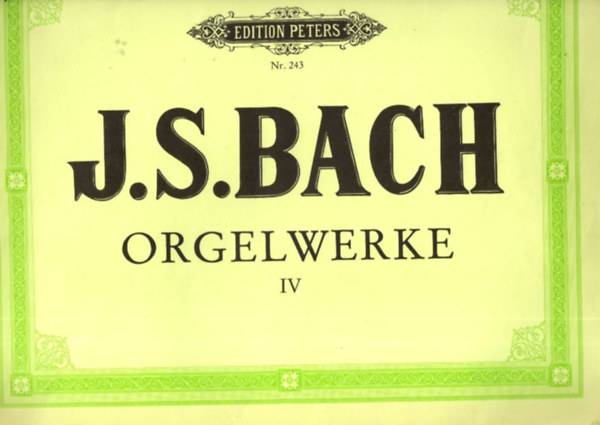 EDITION PETERS
Nr. 243
J.S.BACH
ORGELWERKE
IV